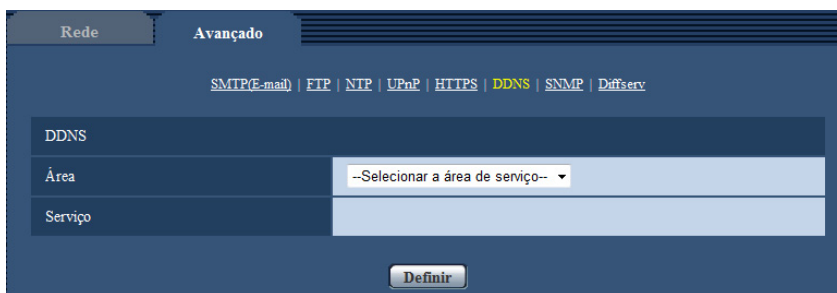 Rede Avançado
SMTP(E-mail) | FTP | NTP | UPnP | HTTPS | DDNS | SNMP | Diffserv
DDNS
Área --Selecionar a área de serviço--
Serviço
Definir